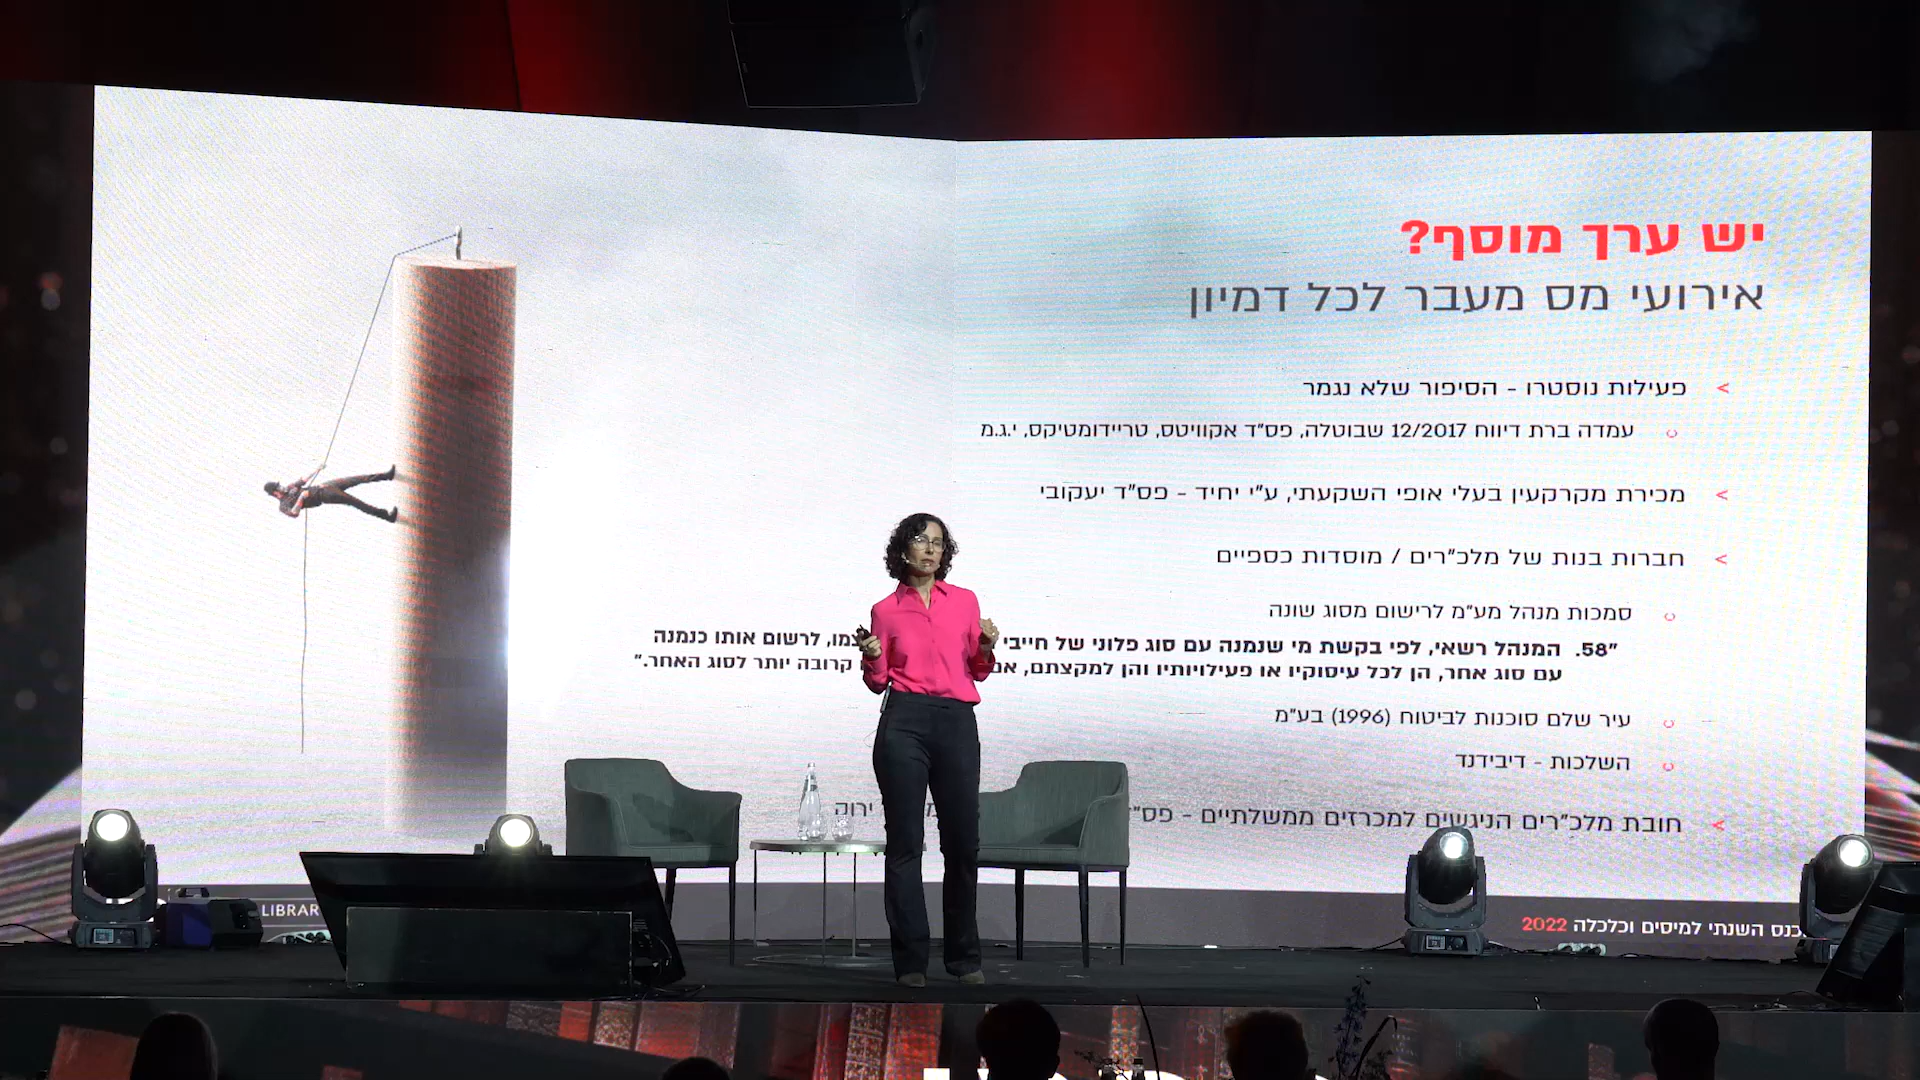 יש ערך מוסף?
אירועי מס מעבר לכל דמיון
> פעילות נוסטרו - הסיפור שלא נגמר
עמדה ברת דיווח 12/2017 שבוטלה, פס"ד אקוויטס, טריידומטיקס, י.ג.מ
> מכירת מקרקעין בעלי אופי השקעתי, ע"י יחיד - פס"ד יעקובי
> חברות בנות של מלכ"רים / מוסדות כספיים
סמכות מנהל מע"מ לרישום מסוג שונה
"58. המנהל רשאי, לפי בקשת מי שנמנה עם סוג פלוני של חייבי לרשום אותו כנמנה
עם סוג אחר, הן לכל עיסוקיו או פעילויותיו והן למקצתם, קרובה יותר לסוג האחר."
עיר שלם סוכנות לביטוח (1996) בע"מ
השלכות - דיבידנד
> חובת מלכ"רים הניגשים למכרזים ממשלתיים - פס"ד ירוק
LIBRAR
כנס השנתי למיסים וכלכלה 2022